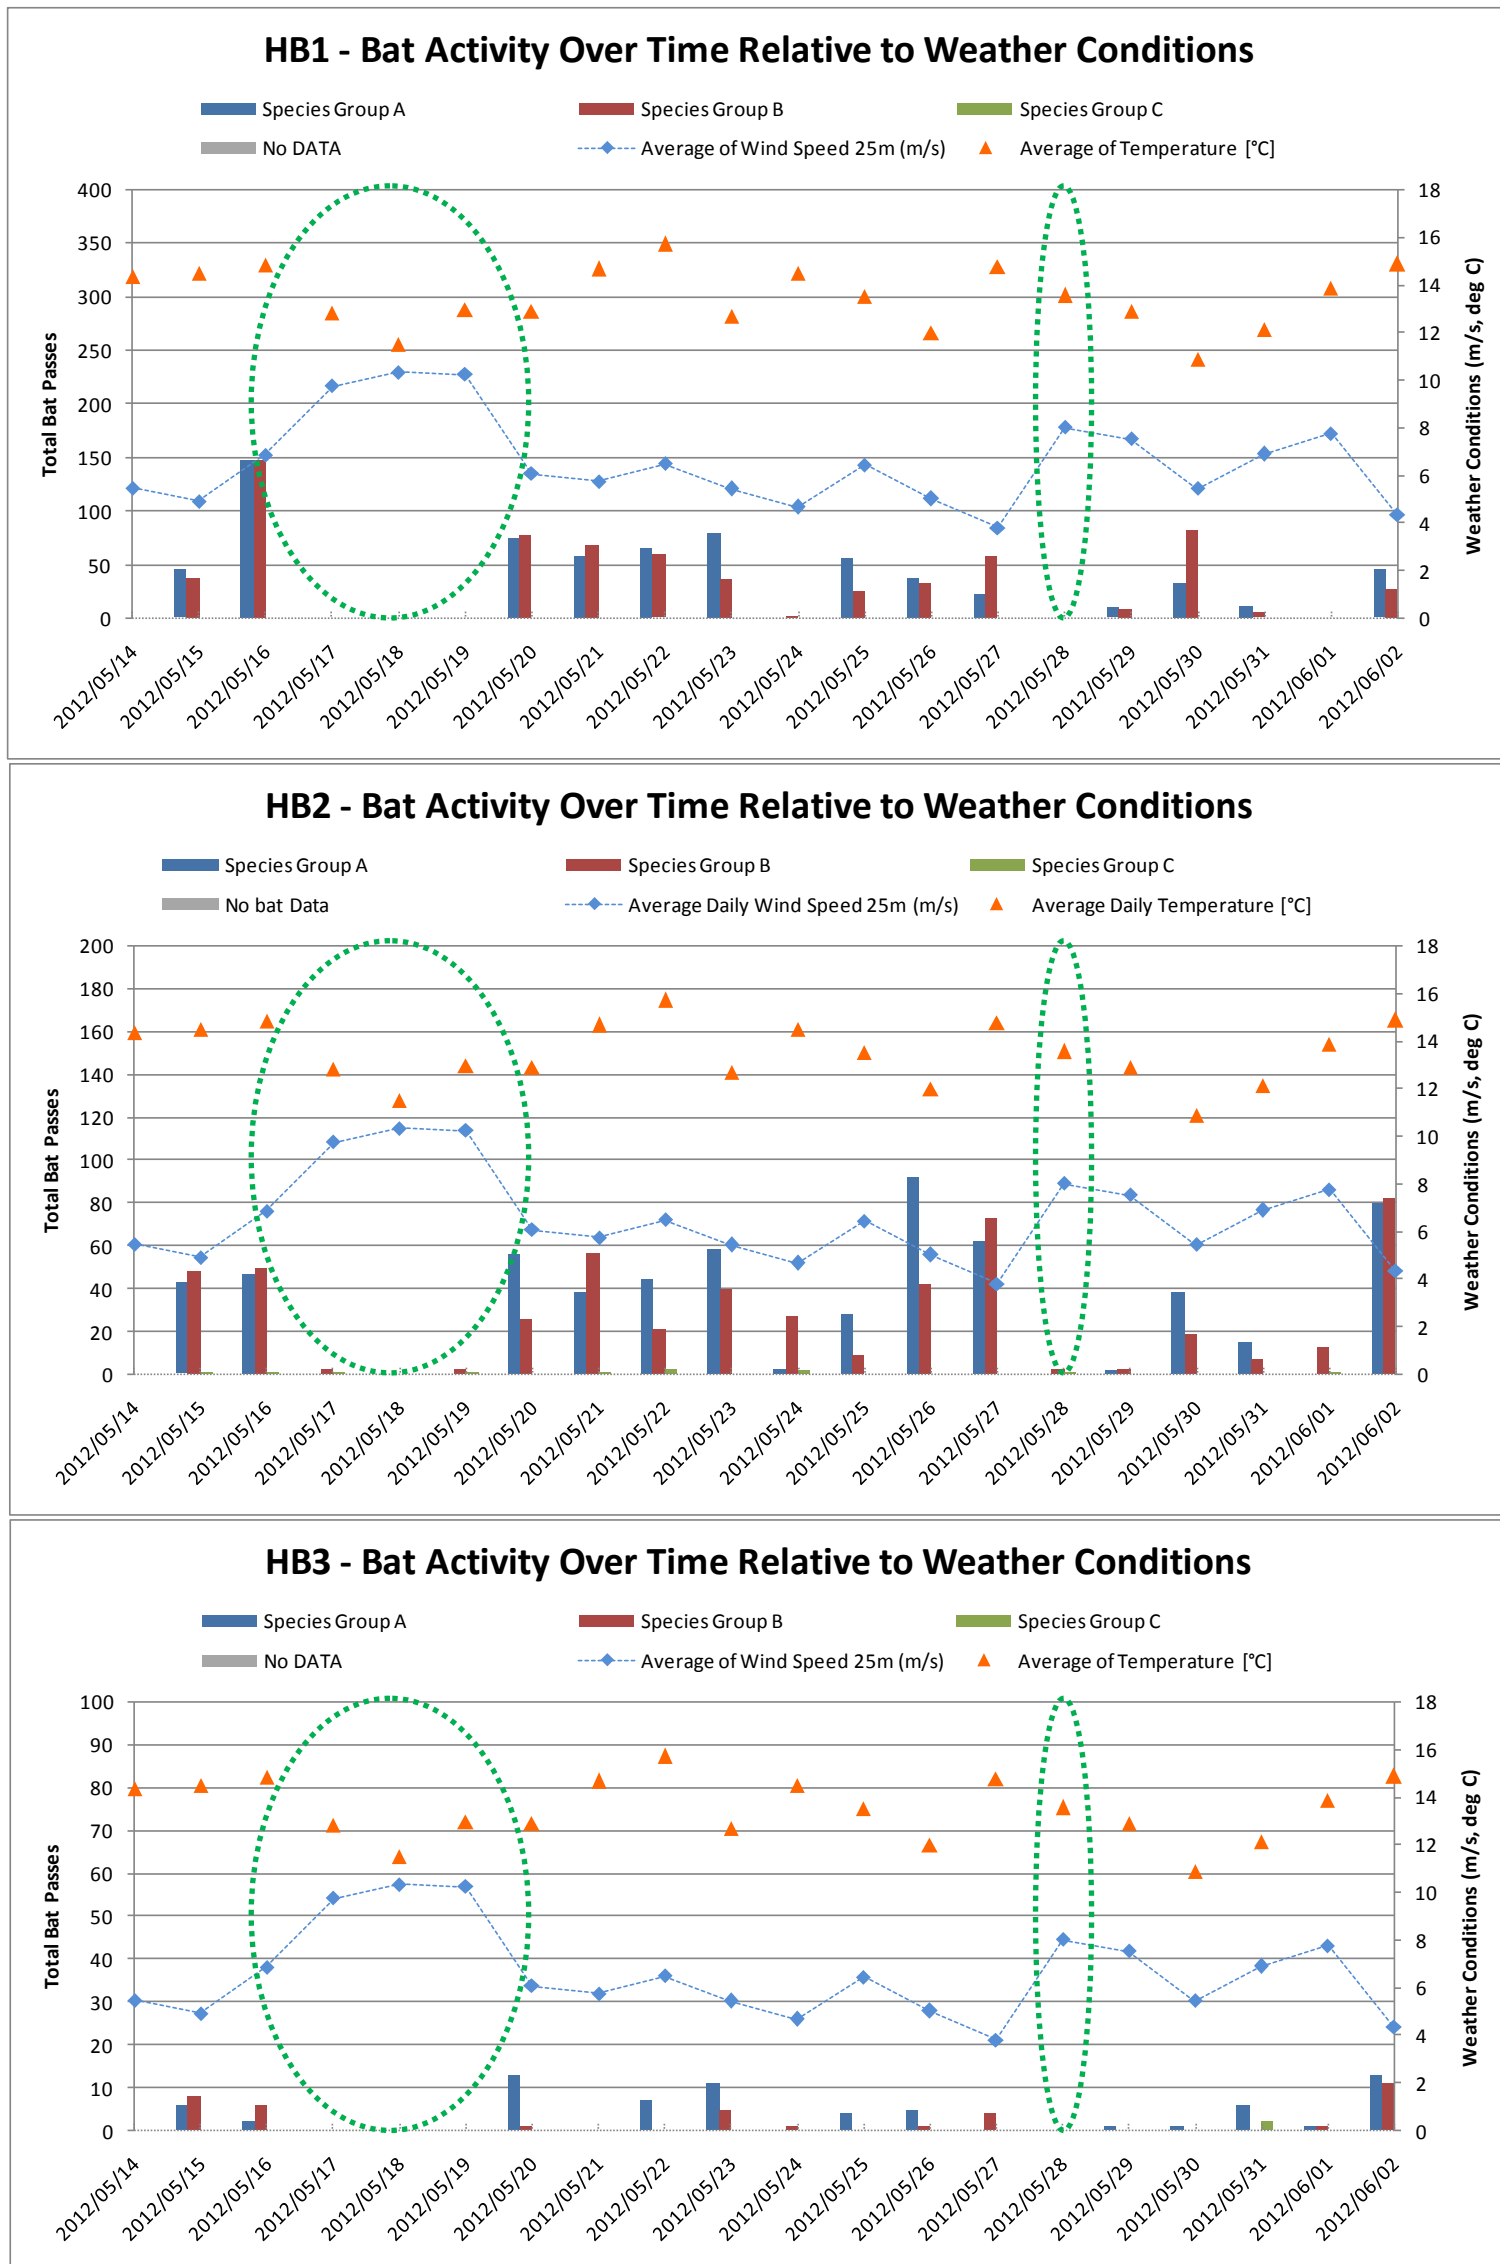 HB1 - Bat Activity Over Time Relative to Weather Conditions
Species Group A Species Group B Species Group C
No DATA Average of Wind Speed 25m (m/s) Average of Temperature [°C]
400 18
350 16
300 14
250 12
200 10
150 8
100 6
50 4
0 2
0
Total Bat Passes
Weather Conditions (m/s, deg C)
2012/05/14 2012/05/15 2012/05/16 2012/05/17 2012/05/18 2012/05/19 2012/05/20 2012/05/21 2012/05/22 2012/05/23 2012/05/24 2012/05/25 2012/05/26 2012/05/27 2012/05/28 2012/05/29 2012/05/30 2012/05/31 2012/06/01 2012/06/02
HB2 - Bat Activity Over Time Relative to Weather Conditions
Species Group A Species Group B Species Group C
No bat Data Average Daily Wind Speed 25m (m/s) Average Daily Temperature [°C]
200 18
180 16
160 14
140 12
120 10
100 8
80 6
60 4
40 2
20 0
0
Total Bat Passes
Weather Conditions (m/s, deg C)
2012/05/14 2012/05/15 2012/05/16 2012/05/17 2012/05/18 2012/05/19 2012/05/20 2012/05/21 2012/05/22 2012/05/23 2012/05/24 2012/05/25 2012/05/26 2012/05/27 2012/05/28 2012/05/29 2012/05/30 2012/05/31 2012/06/01 2012/06/02
HB3 - Bat Activity Over Time Relative to Weather Conditions
Species Group A Species Group B Species Group C
No DATA Average of Wind Speed 25m (m/s) Average of Temperature [°C]
100 18
90 16
80 14
70 12
60 10
50 8
40 6
30 4
20 2
10 0
0
Total Bat Passes
Weather Conditions (m/s, deg C)
2012/05/14 2012/05/15 2012/05/16 2012/05/17 2012/05/18 2012/05/19 2012/05/20 2012/05/21 2012/05/22 2012/05/23 2012/05/24 2012/05/25 2012/05/26 2012/05/27 2012/05/28 2012/05/29 2012/05/30 2012/05/31 2012/06/01 2012/06/02